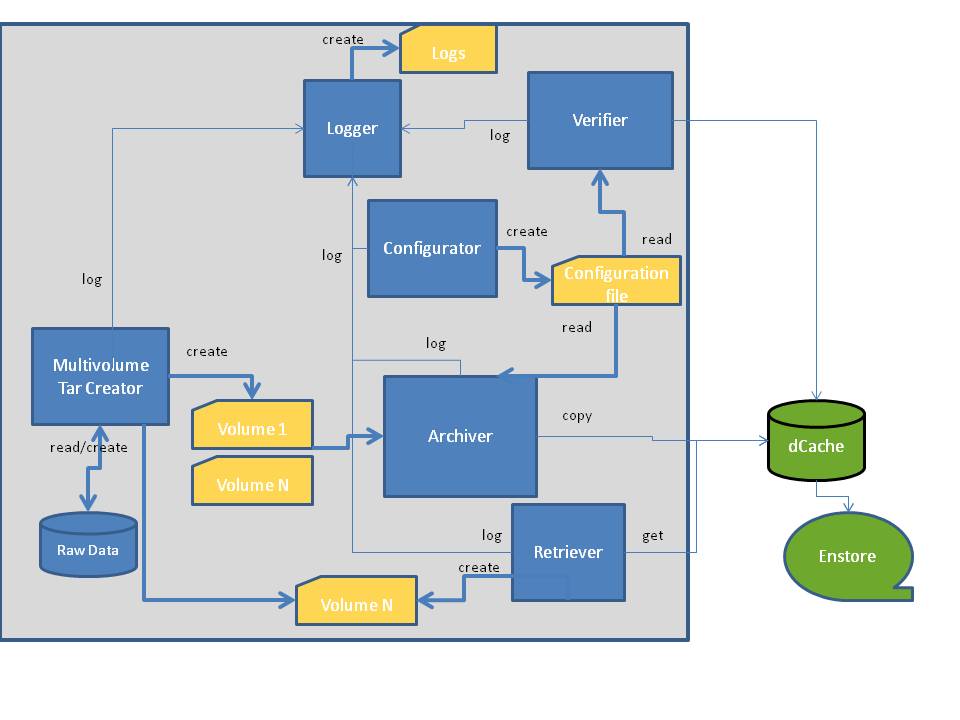 create
Logs
Logger
Verifier
log
Configurator
create
read
log
Configuration
file
log
read
log
create
Multivolume
Tar Creator
Volume 1
copy
Archiver
dCache
read/create
Volume N
log
Retriever
get
Raw Data
Enstore
create
Volume N